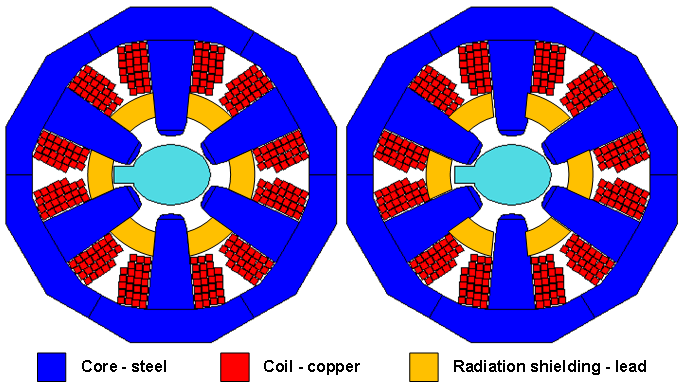 Core - steel
Coil - copper
Radiation shielding - lead